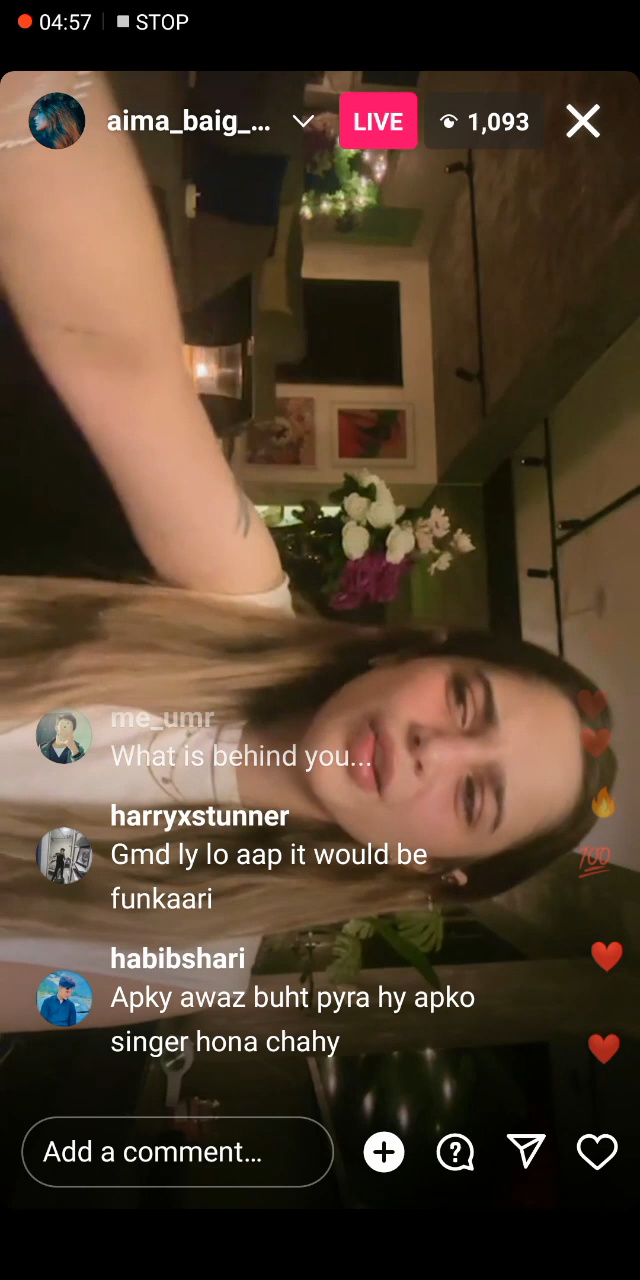 04:57 STOP
aima_baig_... LIVE 1,093
me_umr
What is behind you...
harryxstunner
Gmd ly lo aap it would be
funkaari
habibshari
Apky awaz buht pyra hy apko
singer hona chahy
Add a comment...